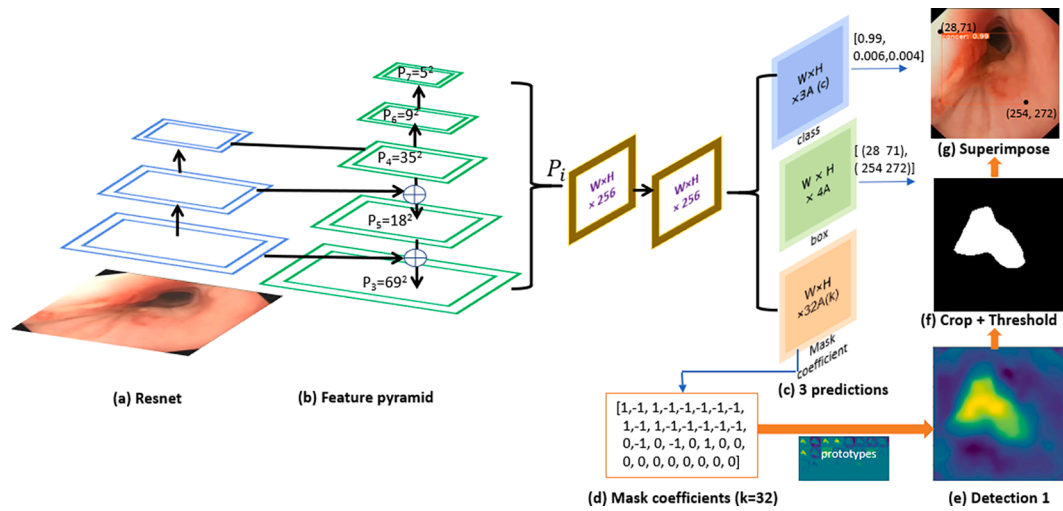 P7=5²
P6=9²
P4=35²
P5=18²
P3=69²
(a) Resnet
(b) Feature pyramid
Pi
W×H
× 256
W×H
× 256
W×H
×3A (c)
class
W × H
× 4A
box
W×H
×32A(k)
Mask
coefficient
(c) 3 predictions
[0.99,
0.006,0.004]
[ (28 71),
( 254 272)]
[1,-1, 1,-1,-1,-1,-1,-1,
1,-1, 1,-1,-1,-1,-1,-1,
0,-1, 0, -1, 0, 1, 0, 0,
0, 0, 0, 0, 0, 0, 0, 0]
(d) Mask coefficients (k=32)
prototypes
(e) Detection 1
(f) Crop + Threshold
(28,71)
cancer: 0.99
(254, 272)
(g) Superimpose